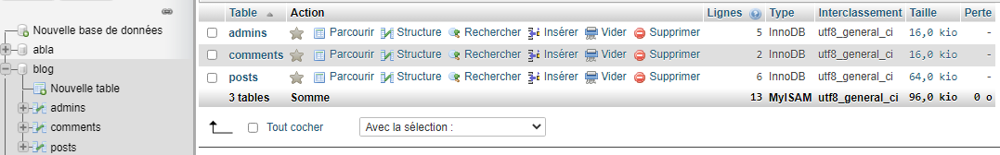 Nouvelle base de données
abla
blog
Nouvelle table
admins
comments
posts
Table Action Lignes Type Interclassement Taille Perte
admins Parcourir Structure Rechercher Insérer Vider Supprimer 5 InnoDB utf8_general_ci 16,0 kio -
comments Parcourir Structure Rechercher Insérer Vider Supprimer 2 InnoDB utf8_general_ci 16,0 kio -
posts Parcourir Structure Rechercher Insérer Vider Supprimer 6 InnoDB utf8_general_ci 64,0 kio -
3 tables Somme 13 MyISAM utf8_general_ci 96,0 kio 0 o
Tout cocher Avec la sélection :